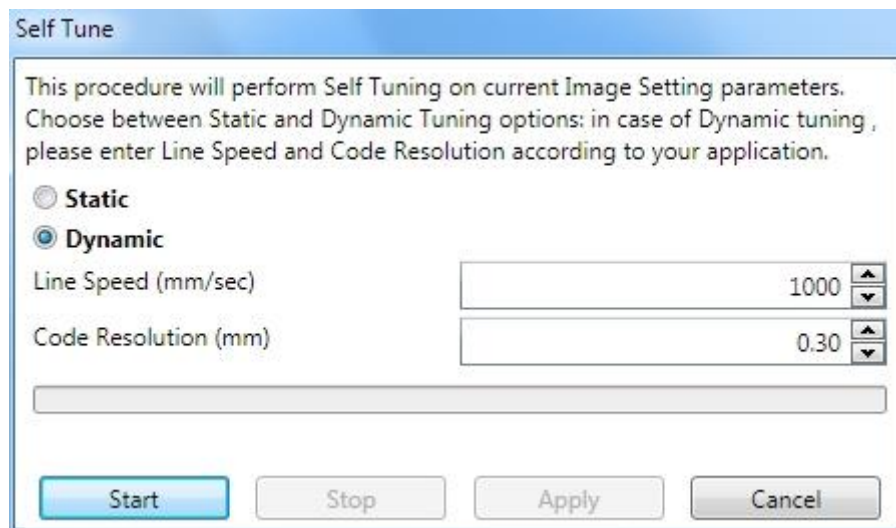 Self Tune
This procedure will perform Self Tuning on current Image Setting parameters.
Choose between Static and Dynamic Tuning options: in case of Dynamic tuning ,
please enter Line Speed and Code Resolution according to your application.
Static
Dynamic
Line Speed (mm/sec) 1000
Code Resolution (mm) 0.30
Start Stop Apply Cancel